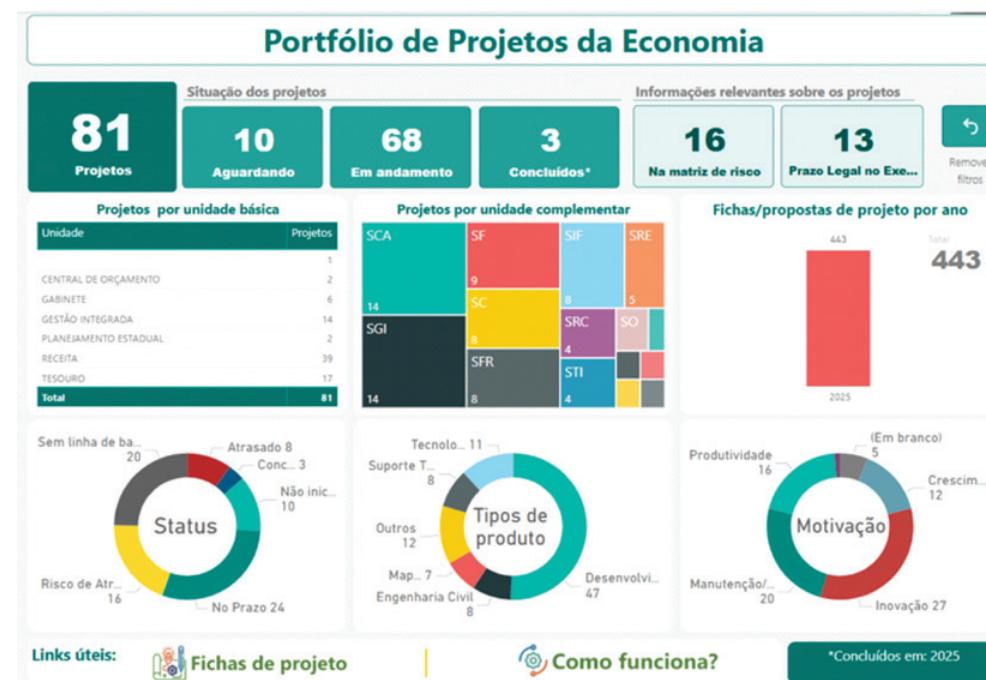 Portfólio de Projetos da Economia
Situação dos projetos
Informações relevantes sobre os projetos
81
Projetos
10
Aguardando
68
Em andamento
3
Concluídos*
16
Na matriz de risco
13
Prazo Legal no Exe...
Remove
filtros
Projetos por unidade básica
Unidade Projetos
1
CENTRAL DE ORÇAMENTO 2
GABINETE 6
GESTÃO INTEGRADA 14
PLANEJAMENTO ESTADUAL 2
RECEITA 39
TESOURO 17
Total 81
Projetos por unidade complementar
SCA
14
SGI
14
SF
9
SC
8
SFR
8
SIF
8
SRE
5
SRC
4
STI
4
SO
Fichas/propostas de projeto por ano
443
2025
Total
443
Sem linha de ba...
20
Atrasado 8
Conc... 3
Não inic...
10
Status
Risco de Atr...
16
No Prazo 24
Tecnolo... 11
Suporte T...
8
Outros
12
Map... 7
Engenharia Civil
8
Tipos de
produto
Desenvolvi...
47
(Em branco)
5
Produtividade
16
Crescim...
12
Motivação
Manutenção/...
20
Inovação 27
Links úteis:
Fichas de projeto
Como funciona?
*Concluídos em: 2025